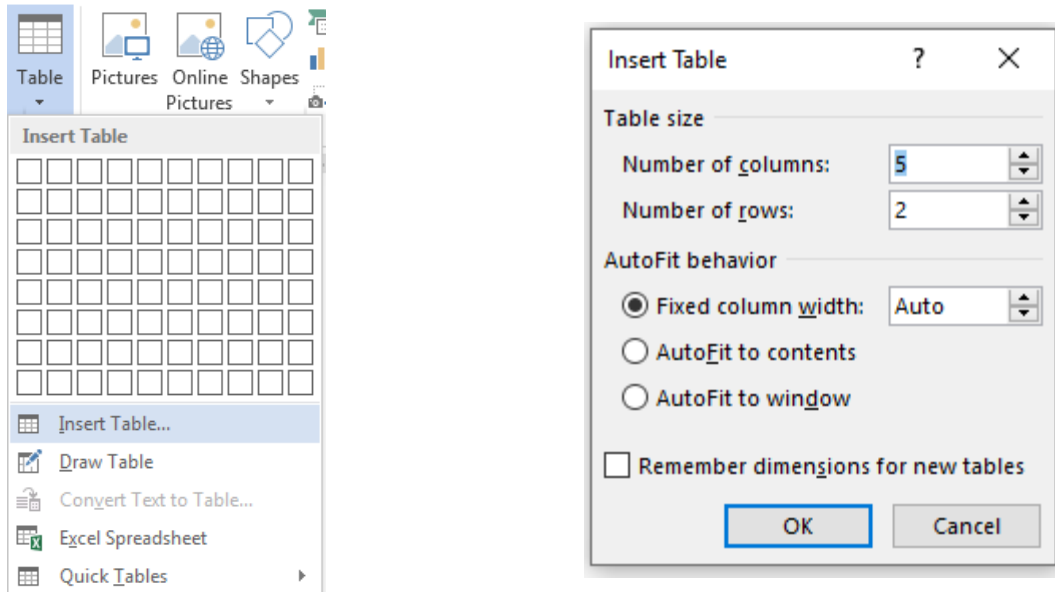 Table
Pictures
Online
Pictures
Shapes
Insert Table
Insert Table...
Draw Table
Convert Text to Table...
Excel Spreadsheet
Quick Tables
Insert Table ?
Table size
Number of columns: 5
Number of rows: 2
AutoFit behavior
Fixed column width: Auto
AutoFit to contents
AutoFit to window
Remember dimensions for new tables
OK Cancel